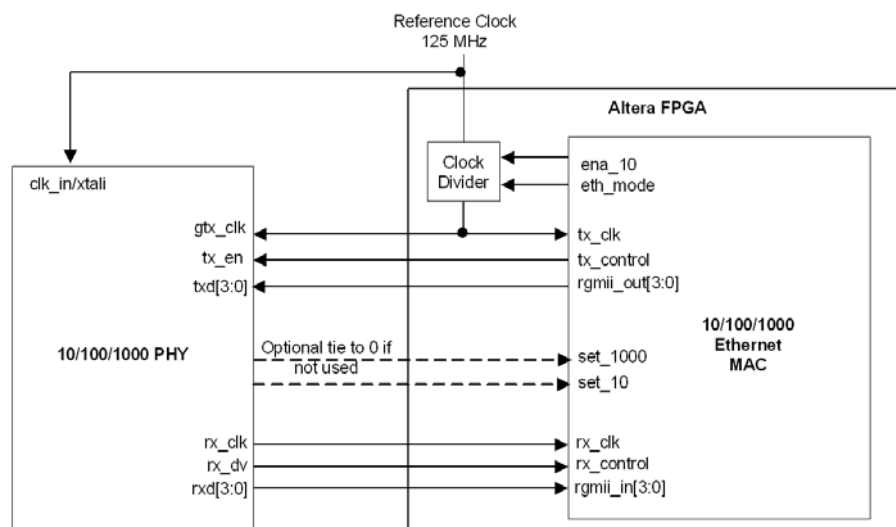 Reference Clock
125 MHz
Altera FPGA
Clock
Divider
ena_10
eth_mode
clk_in/xtali
gtx_clk
tx_clk
tx_en
tx_control
txd[3:0]
rgmii_out[3:0]
10/100/1000 PHY
10/100/1000
Ethernet
MAC
Optional tie to 0 if
not used
set_1000
set_10
rx_clk
rx_clk
rx_dv
rx_control
rxd[3:0]
rgmii_in[3:0]